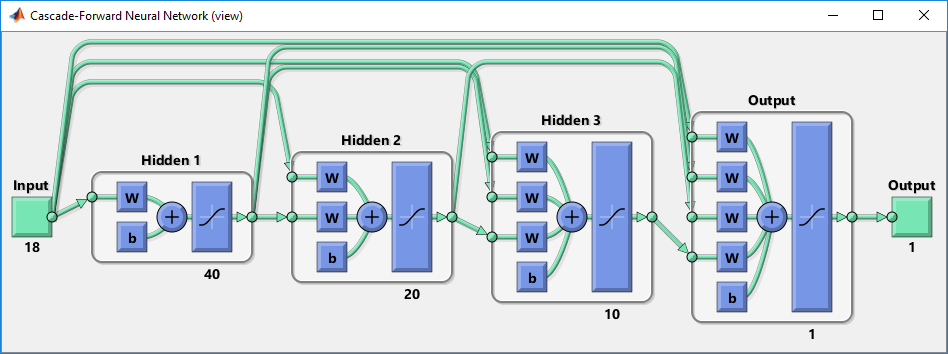 Cascade-Forward Neural Network (view)
Input
18
Hidden 1
W
b
40
Hidden 2
W
W
b
20
Hidden 3
W
W
W
b
10
Output
W
W
W
W
b
1
Output
1